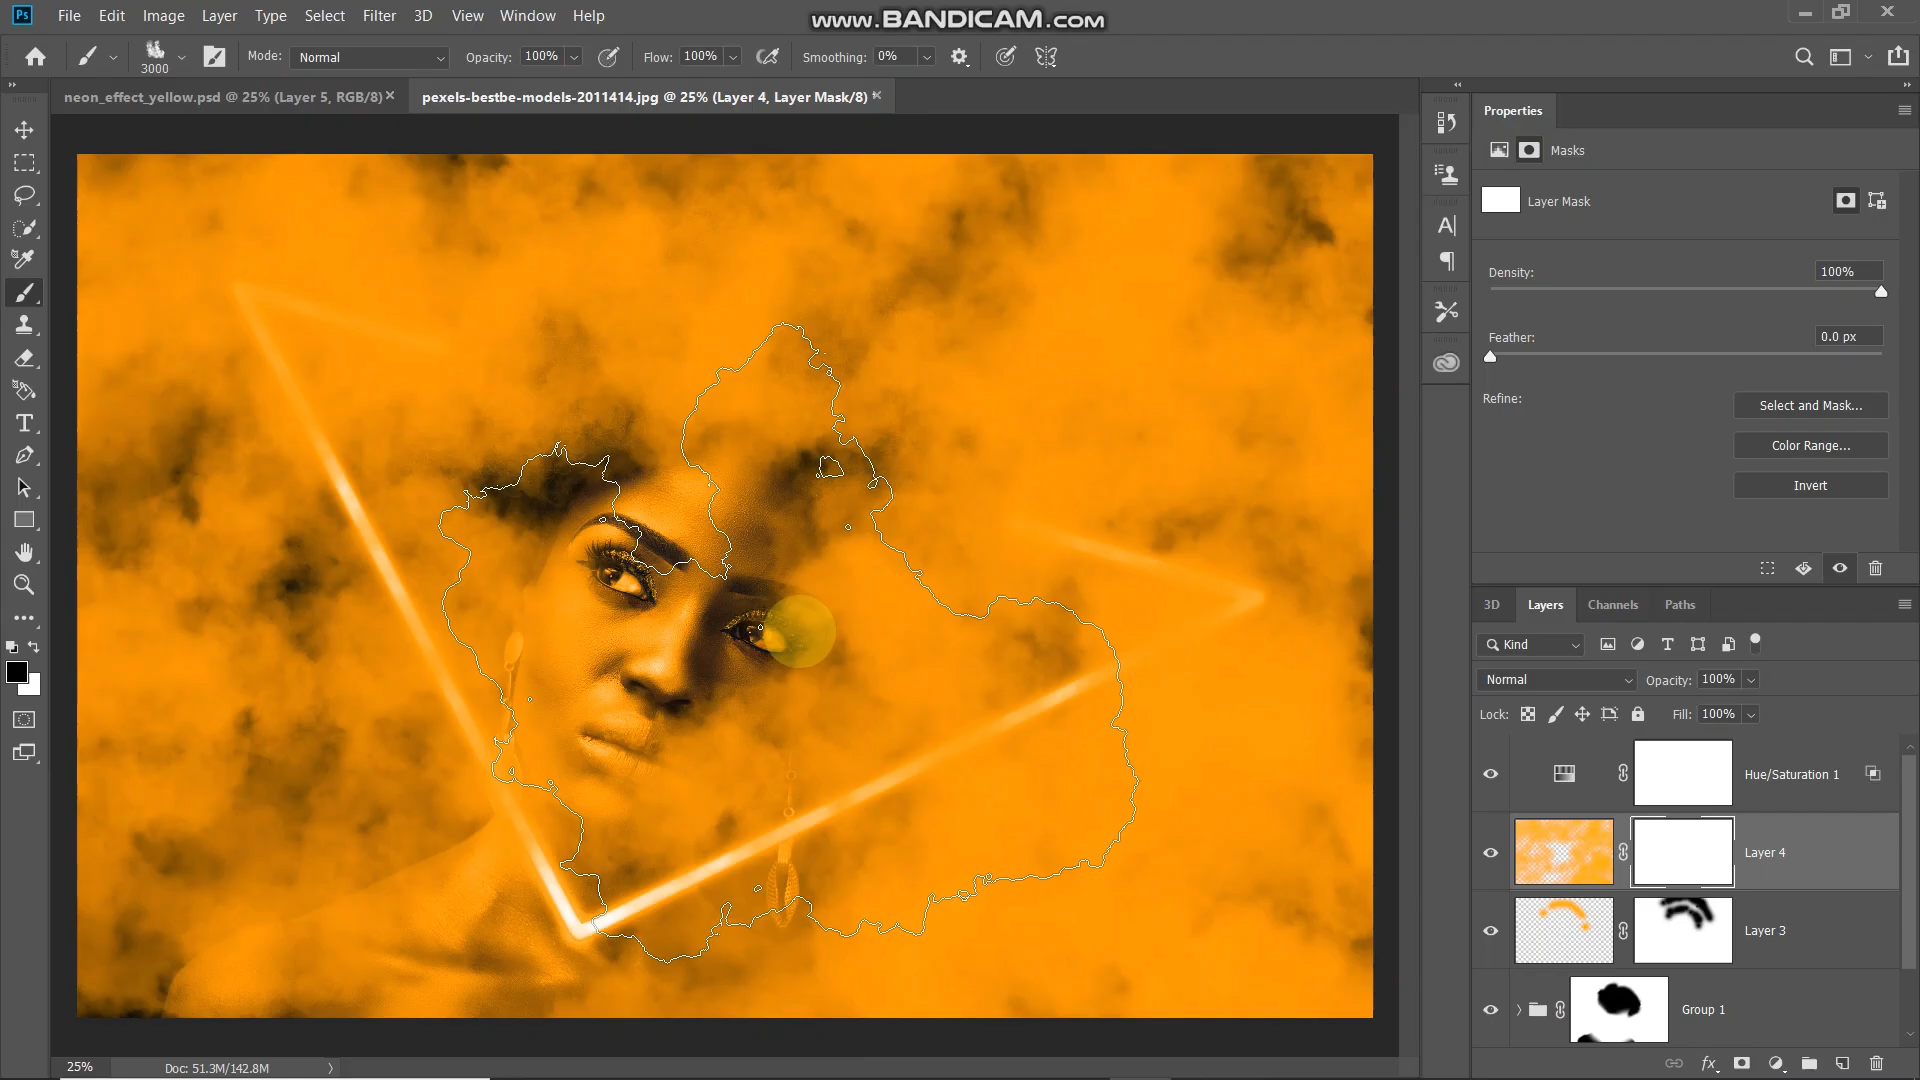 Ps File Edit Image Layer Type Select Filter 3D View Window Help
www.BANDICAM.com
3000 Mode: Normal Opacity: 100% Flow: 100% Smoothing: 0%
neon_effect_yellow.psd @ 25% (Layer 5, RGB/8) pexels-bestbe-models-2011414.jpg @ 25% (Layer 4, Layer Mask/8)
Properties
Masks
Layer Mask
Density: 100%
Feather: 0.0 px
Refine:
Select and Mask...
Color Range...
Invert
3D Layers Channels Paths
Kind
Normal Opacity: 100%
Lock: Fill: 100%
Hue/Saturation 1
Layer 4
Layer 3
Group 1
25% Doc: 51.3M/142.8M